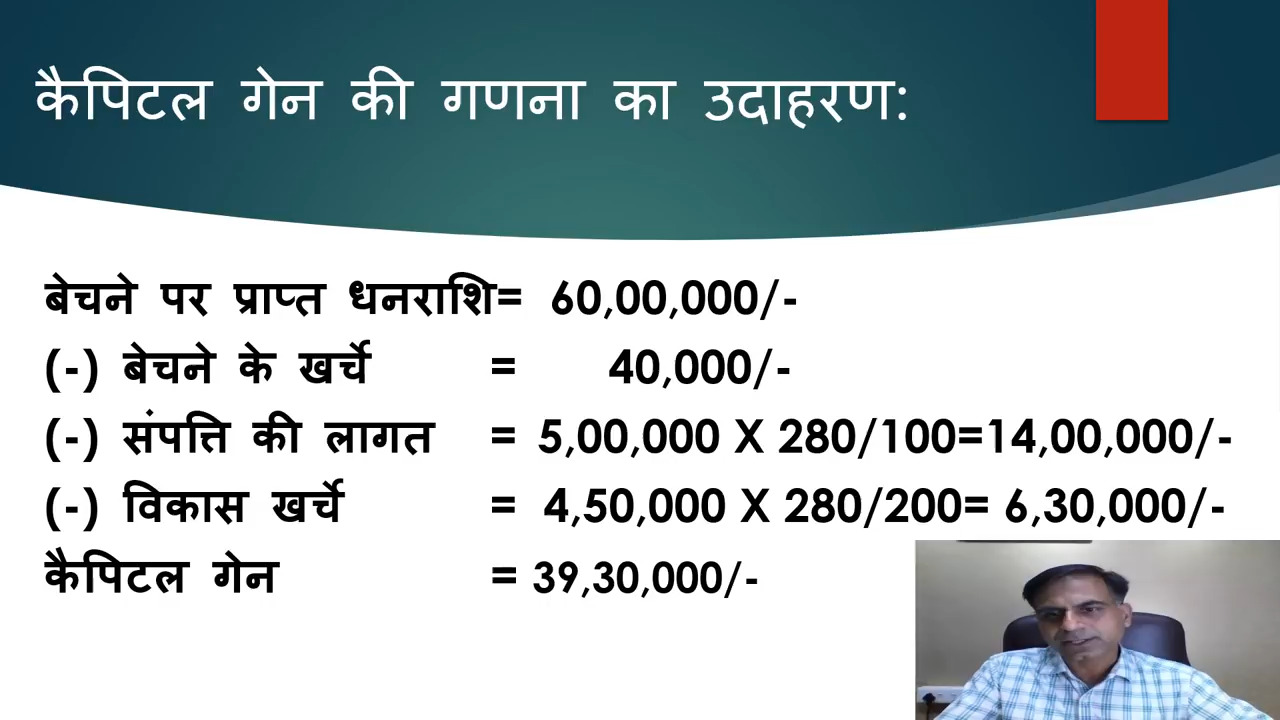 कैपिटल गेन की गणना का उदाहरण:
बेचने पर प्राप्त धनराशि= 60,00,000/-
(-) बेचने के खर्चे = 40,000/-
(-) संपत्ति की लागत = 5,00,000 X 280/100=14,00,000/-
(-) विकास खर्चे = 4,50,000 X 280/200= 6,30,000/-
कैपिटल गेन = 39,30,000/-